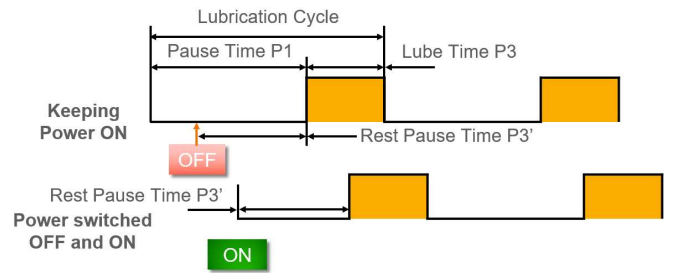 Lubrication Cycle
Pause Time P1
Lube Time P3
Keeping
Power ON
Rest Pause Time P3'
OFF
Rest Pause Time P3'
Power switched
OFF and ON
ON